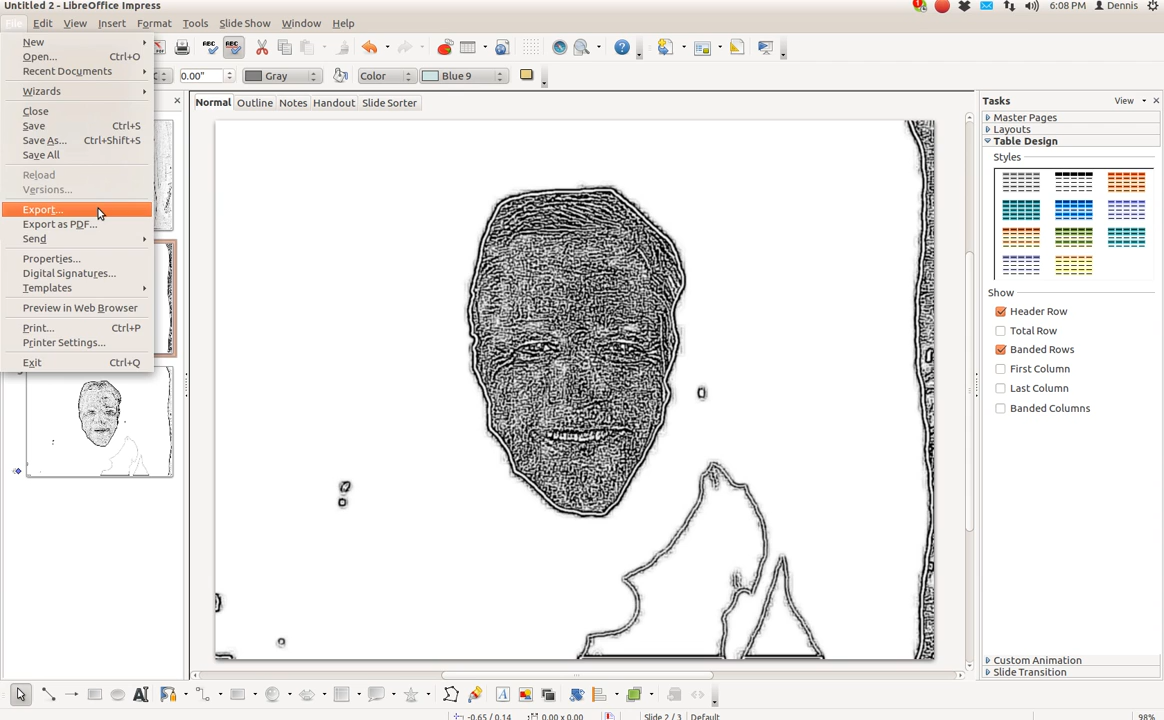 Untitled 2 - LibreOffice Impress
6:08 PM Dennis
File Edit View Insert Format Tools Slide Show Window Help
New
Open... Ctrl+O
Recent Documents
Wizards
Close
Save Ctrl+S
Save As... Ctrl+Shift+S
Save All
Reload
Versions...
Export...
Export as PDF...
Send
Properties...
Digital Signatures...
Templates
Preview in Web Browser
Print... Ctrl+P
Printer Settings...
Exit Ctrl+Q
0.00" Gray Color Blue 9
Normal Outline Notes Handout Slide Sorter
Tasks View
Master Pages
Layouts
Table Design
Styles
Show
Header Row
Total Row
Banded Rows
First Column
Last Column
Banded Columns
Custom Animation
Slide Transition
-0.65 / 0.14 0.00 x 0.00 Slide 2 / 3 Default 98%